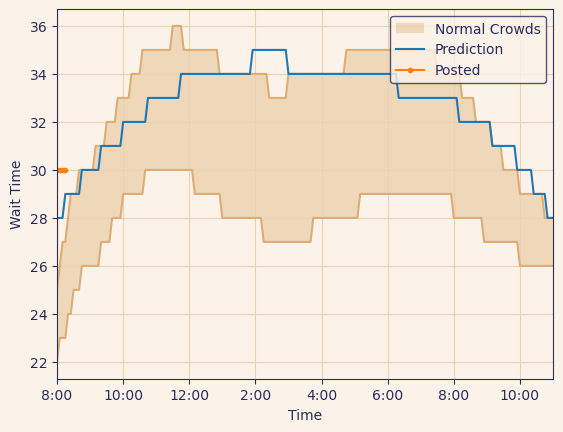 36
34
32
30
28
26
24
22
Wait Time
8:00 10:00 12:00 2:00 4:00 6:00 8:00 10:00
Time
Normal Crowds
Prediction
Posted